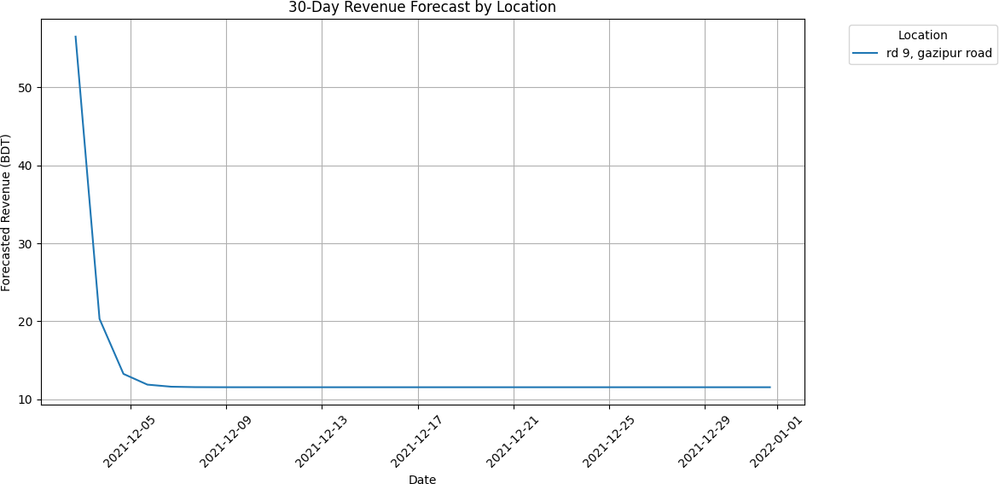 30-Day Revenue Forecast by Location
Location
rd 9, gazipur road
Forecasted Revenue (BDT)
50
40
30
20
10
2021-12-05
2021-12-09
2021-12-13
2021-12-17
2021-12-21
2021-12-25
2021-12-29
2022-01-01
Date